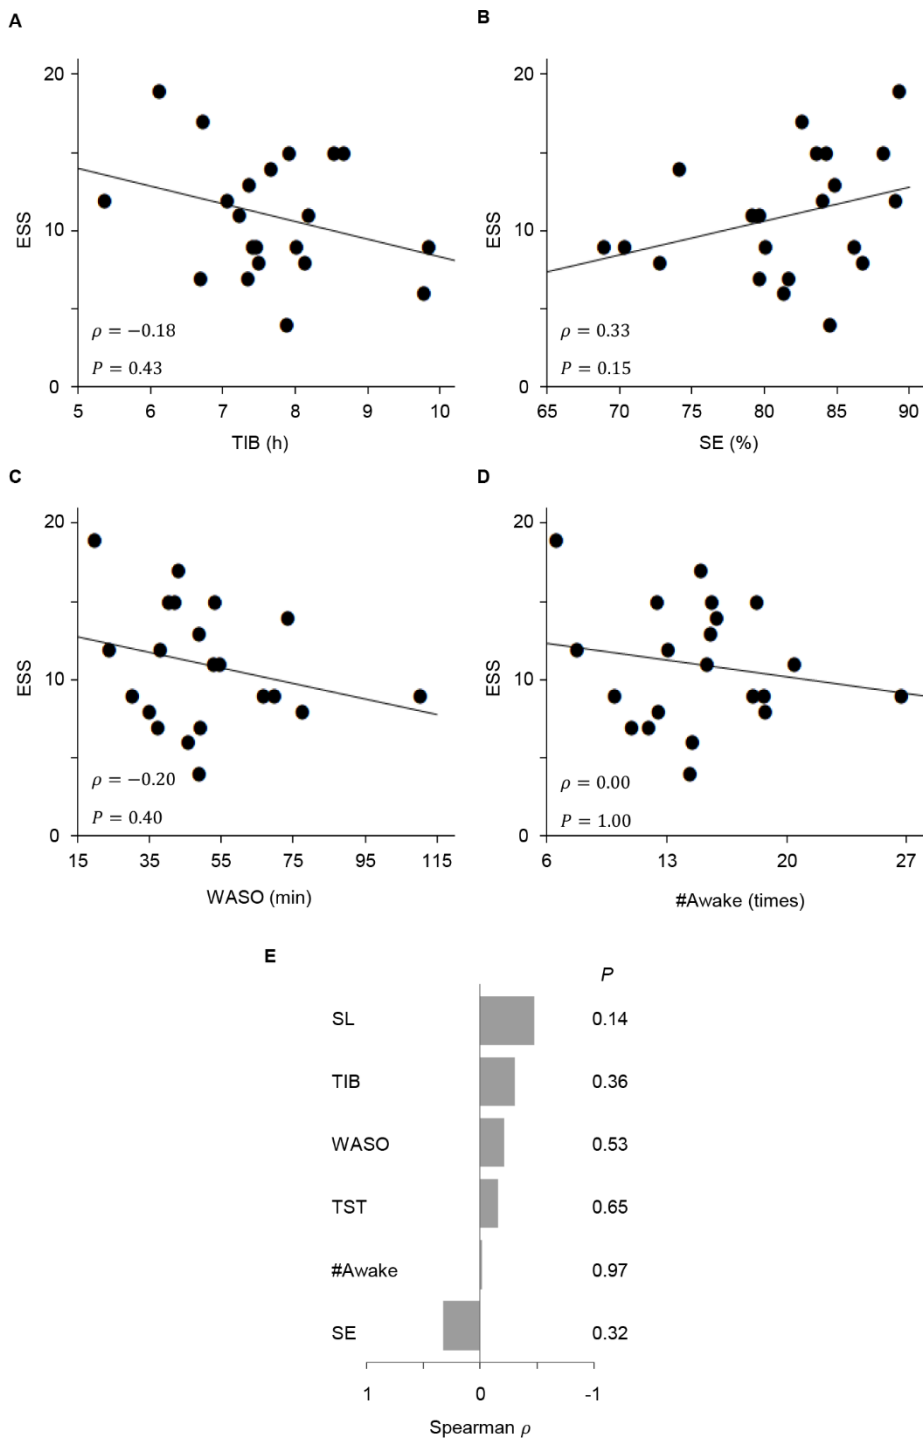 A
20
10
0
ESS
ρ = −0.18
P = 0.43
5 6 7 8 9 10
TIB (h)
B
20
10
0
ESS
ρ = 0.33
P = 0.15
65 70 75 80 85 90
SE (%)
C
20
10
0
ESS
ρ = −0.20
P = 0.40
15 35 55 75 95 115
WASO (min)
D
20
10
0
ESS
ρ = 0.00
P = 1.00
6 13 20 27
#Awake (times)
E
P
SL 0.14
TIB 0.36
WASO 0.53
TST 0.65
#Awake 0.97
SE 0.32
1 0 -1
Spearman ρ